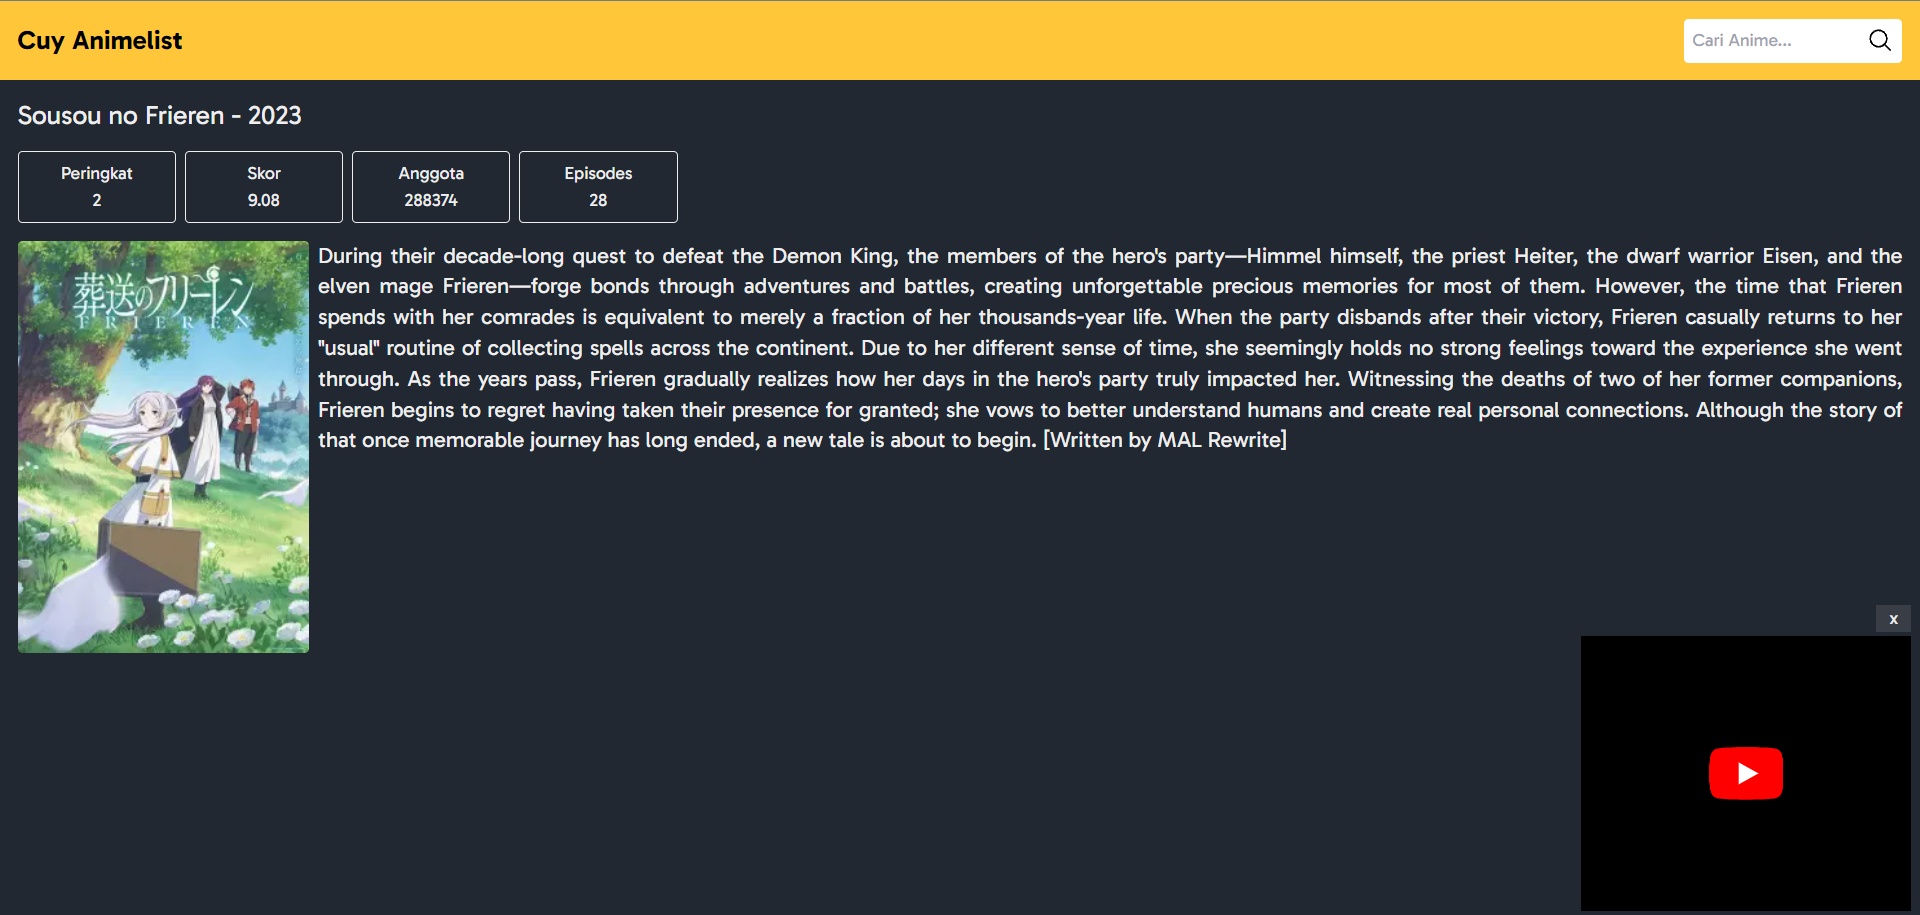 Cuy Animelist
Cari Anime...
Sousou no Frieren - 2023
Peringkat
2
Skor
9.08
Anggota
288374
Episodes
28
葬送のフリーレン
FRIEREN
During their decade-long quest to defeat the Demon King, the members of the hero's party—Himmel himself, the priest Heiter, the dwarf warrior Eisen, and the
elven mage Frieren—forge bonds through adventures and battles, creating unforgettable precious memories for most of them. However, the time that Frieren
spends with her comrades is equivalent to merely a fraction of her thousands-year life. When the party disbands after their victory, Frieren casually returns to her
"usual" routine of collecting spells across the continent. Due to her different sense of time, she seemingly holds no strong feelings toward the experience she went
through. As the years pass, Frieren gradually realizes how her days in the hero's party truly impacted her. Witnessing the deaths of two of her former companions,
Frieren begins to regret having taken their presence for granted; she vows to better understand humans and create real personal connections. Although the story of
that once memorable journey has long ended, a new tale is about to begin. [Written by MAL Rewrite]
x